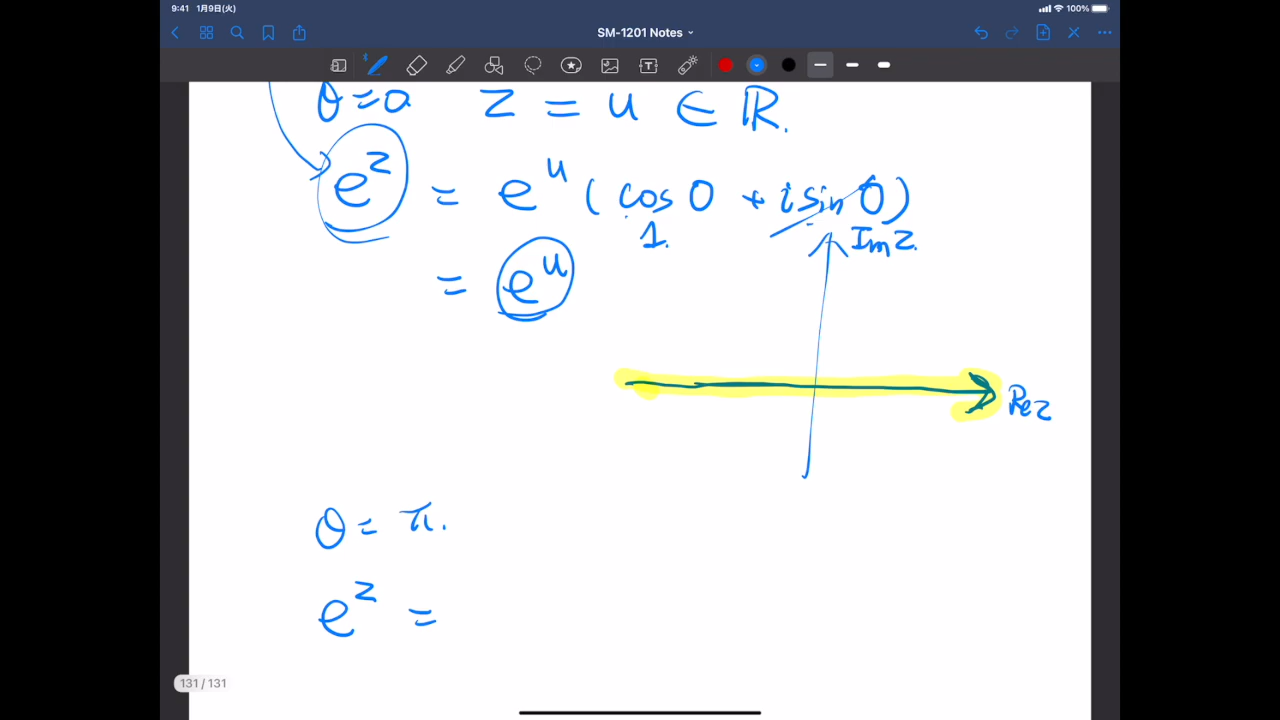 9:41 1月9日(火) 100%
SM-1201 Notes
θ = 0 z = u ∈ ℝ.
e^z = e^u ( cos 0 + i sin 0 )
1.
Im z.
= e^u
Re z
θ = π.
e^z =
131 / 131